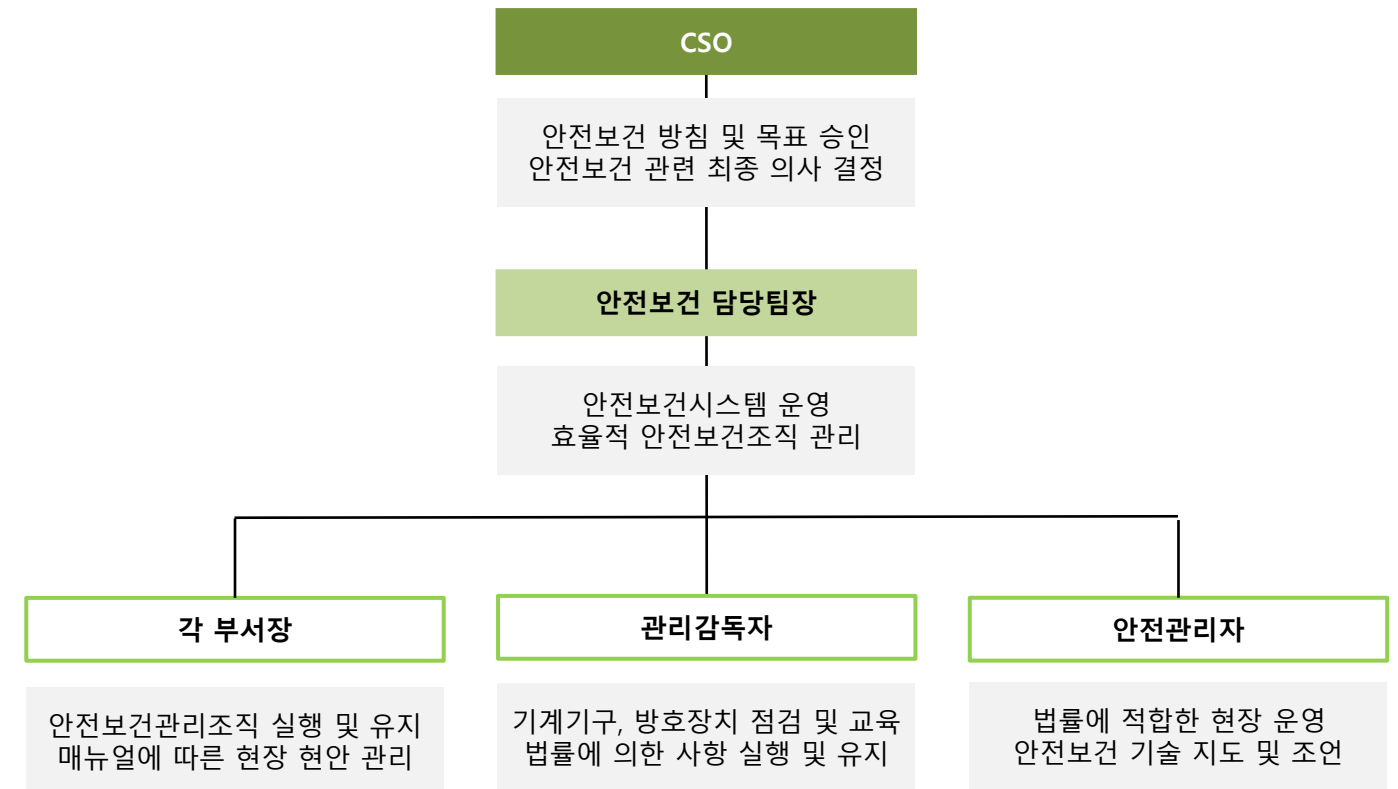 CSO
안전보건 방침 및 목표 승인
안전보건 관련 최종 의사 결정
안전보건 담당팀장
안전보건시스템 운영
효율적 안전보건조직 관리
각 부서장
안전보건관리조직 실행 및 유지
매뉴얼에 따른 현장 현안 관리
관리감독자
기계기구, 방호장치 점검 및 교육
법률에 의한 사항 실행 및 유지
안전관리자
법률에 적합한 현장 운영
안전보건 기술 지도 및 조언